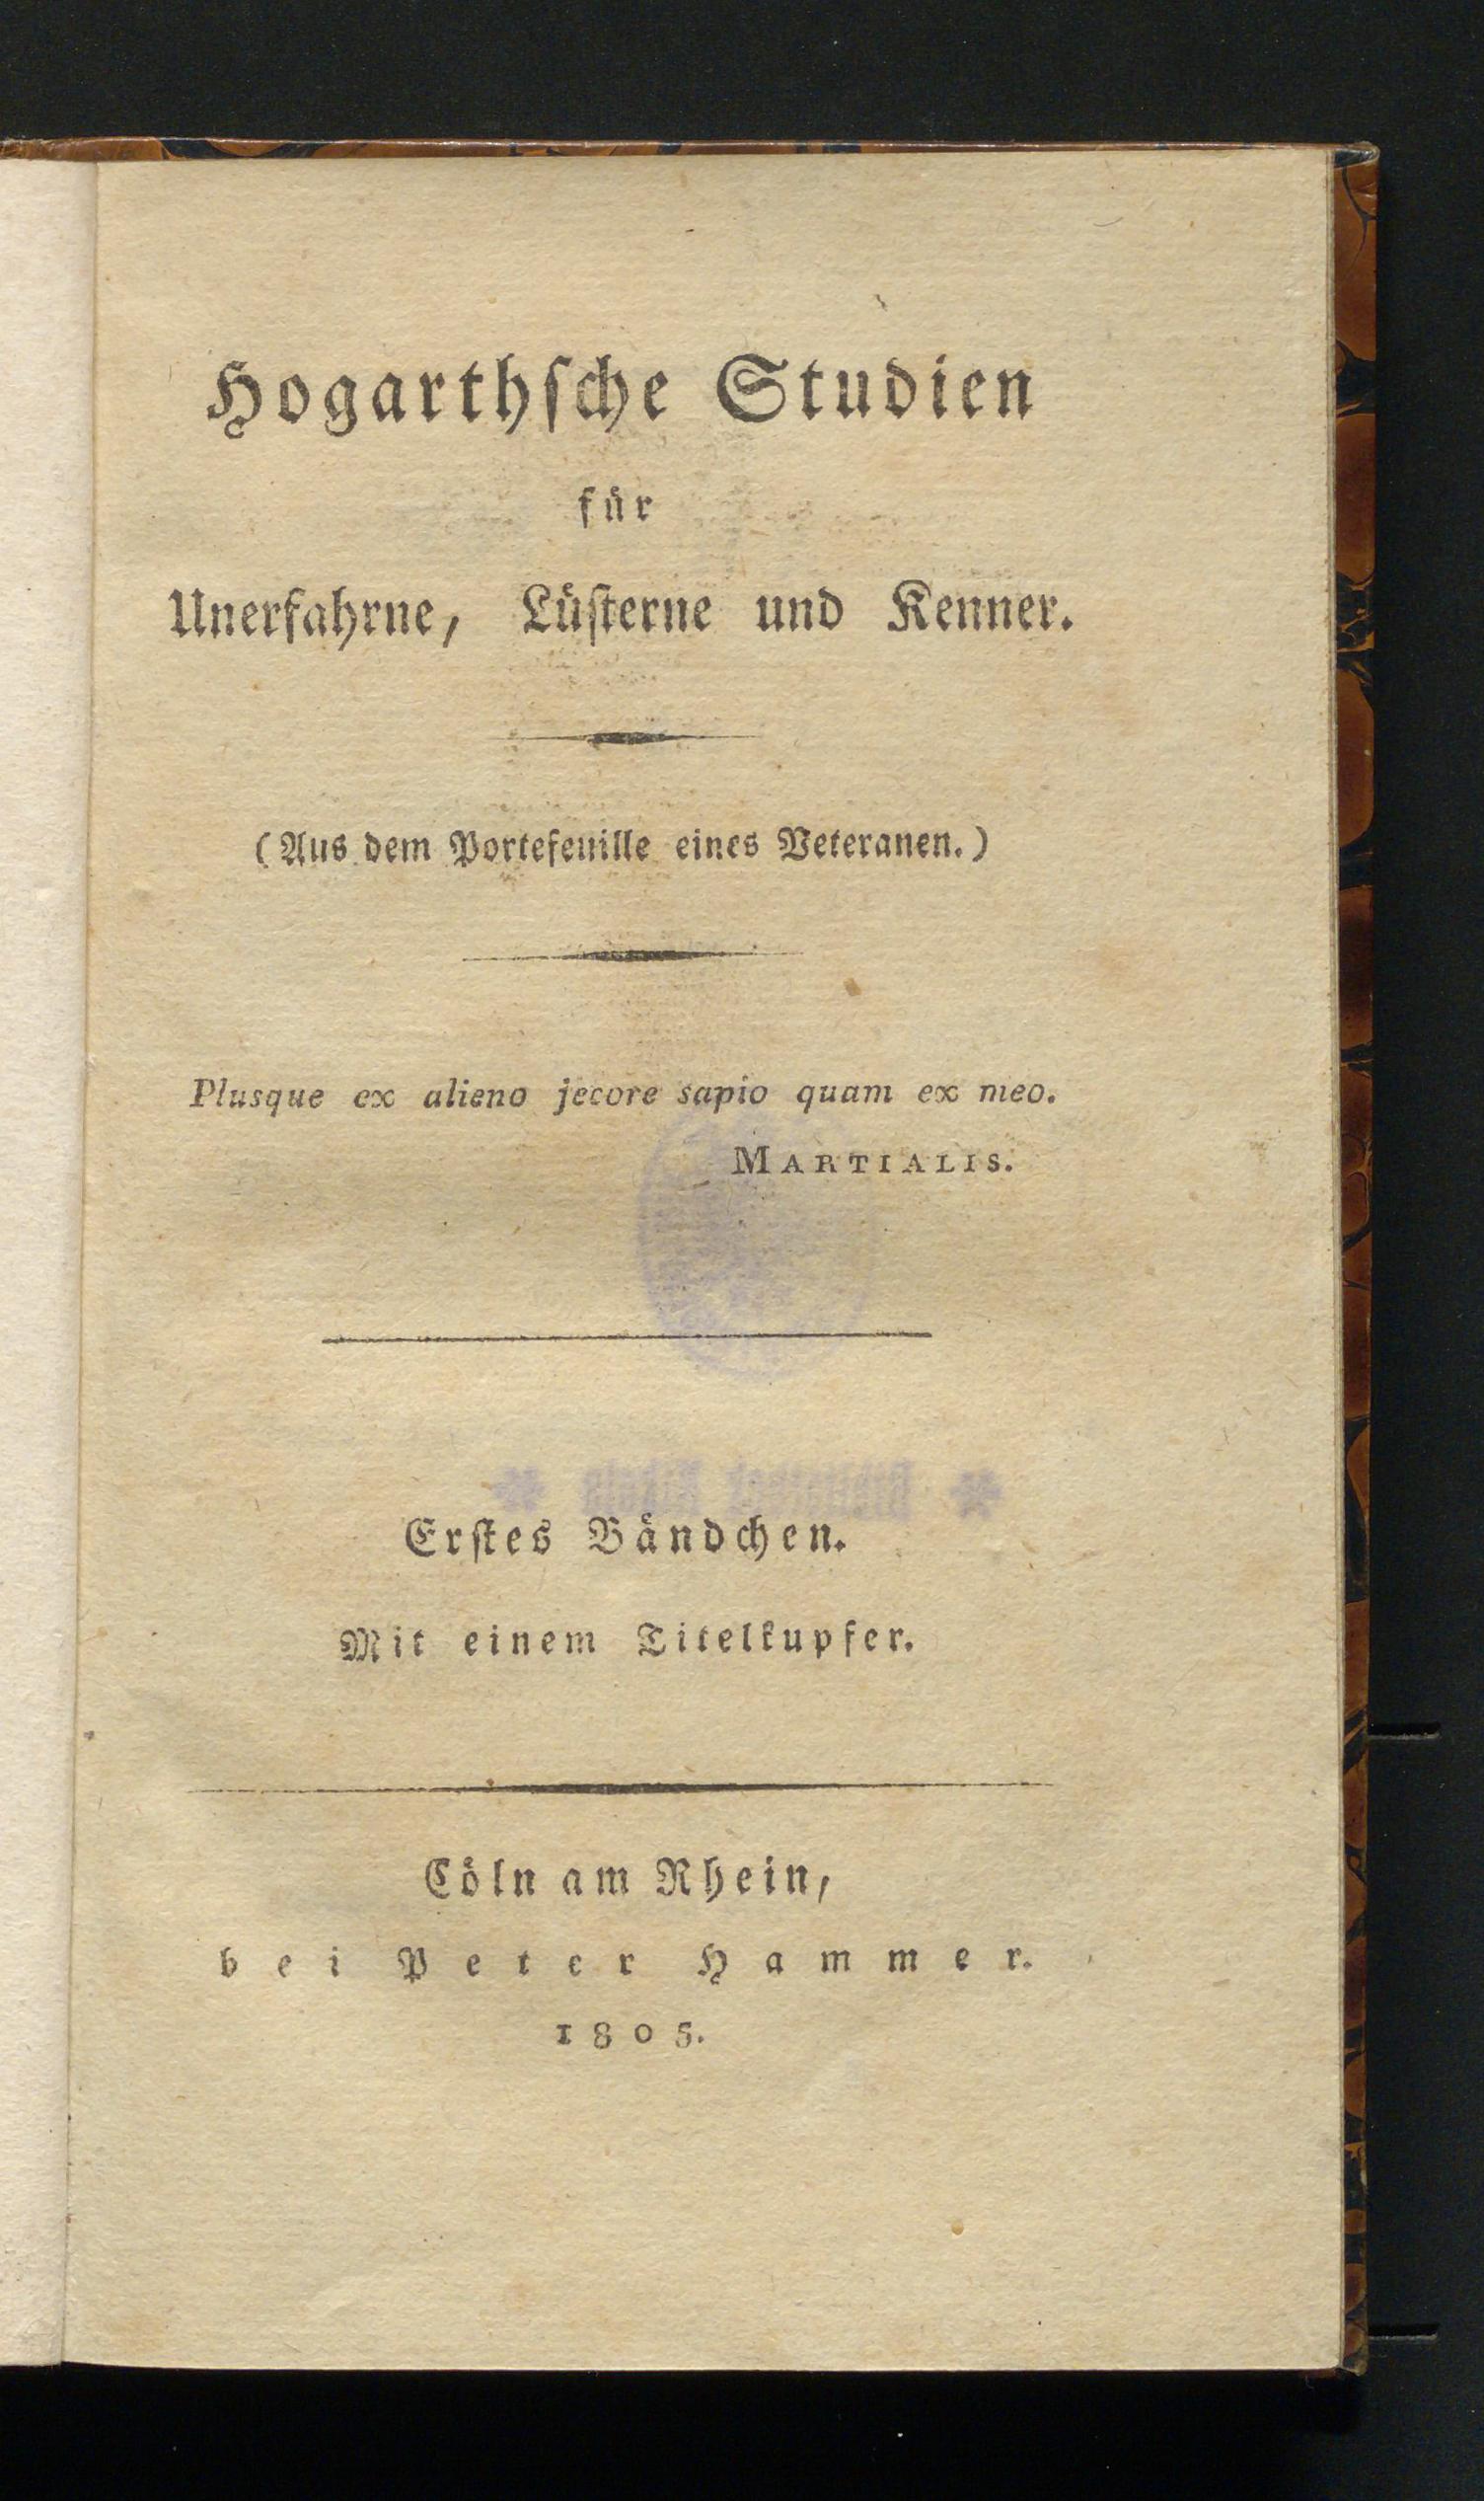 Hogarthſche Studien
für
Unerfahrne, Lüſterne und Kenner.
(Aus dem Portefeuille eines Veteranen.)
Plusque ex alieno jecore sapio quam ex meo.
MARTIALIS.
Erſtes Bändchen.
Mit einem Titelkupfer.
Cöln am Rhein,
bei Peter Hammer.
1805.